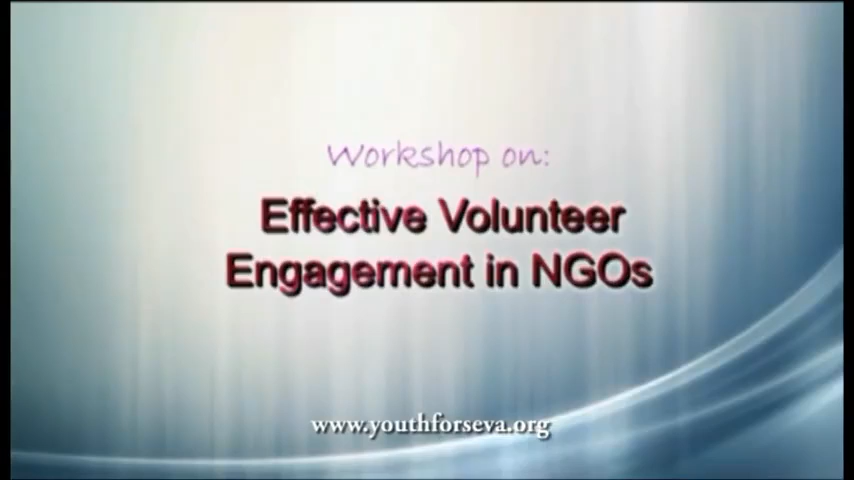 Workshop on:
Effective Volunteer
Engagement in NGOs
www.youthforseva.org